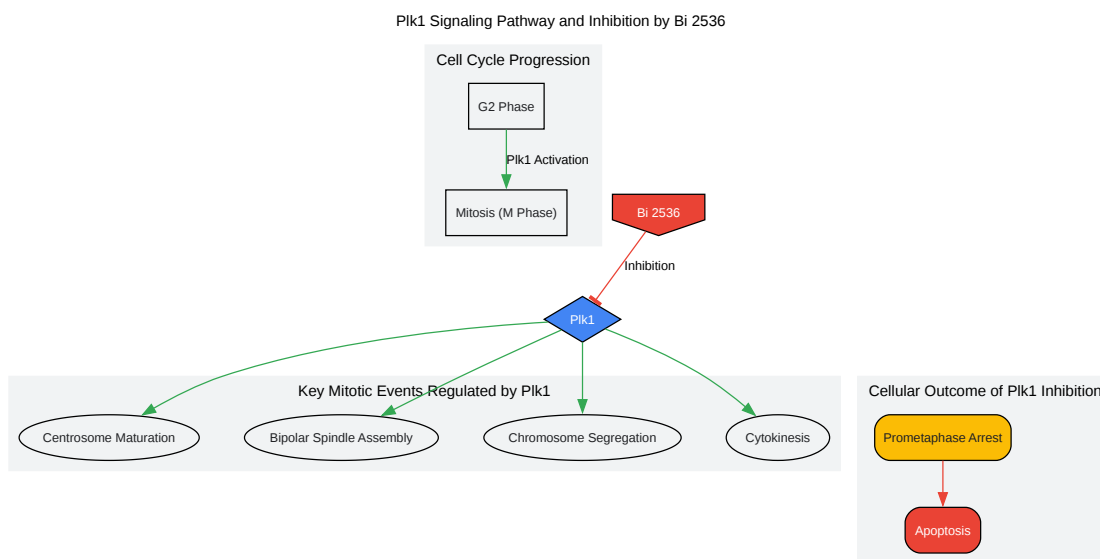 Plk1 Signaling Pathway and Inhibition by Bi 2536
Cell Cycle Progression
G2 Phase
Plk1 Activation
Mitosis (M Phase)
Bi 2536
Inhibition
Plk1
Key Mitotic Events Regulated by Plk1
Centrosome Maturation
Bipolar Spindle Assembly
Chromosome Segregation
Cytokinesis
Cellular Outcome of Plk1 Inhibition
Prometaphase Arrest
Apoptosis